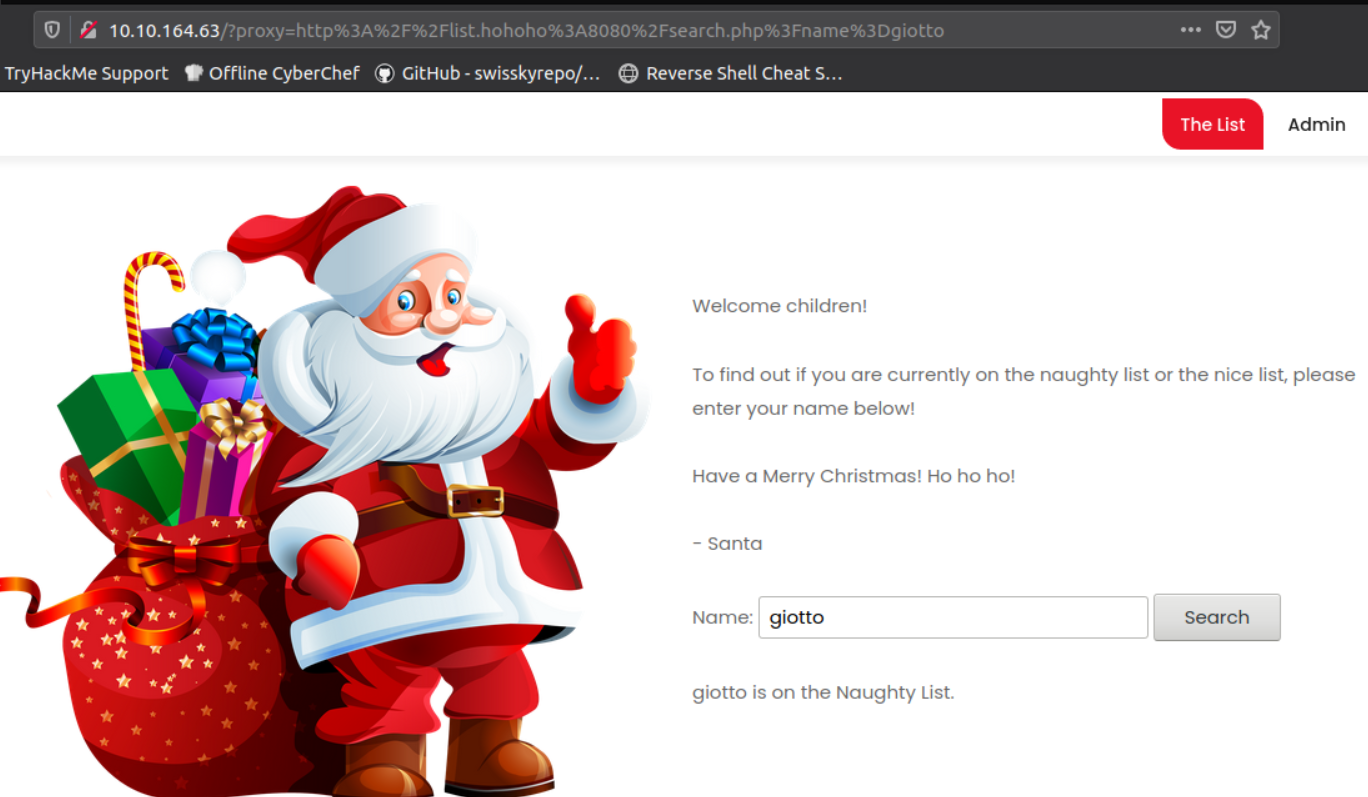 10.10.164.63/?proxy=http%3A%2F%2Flist.hohoho%3A8080%2Fsearch.php%3Fname%3Dgiotto
TryHackMe Support Offline CyberChef GitHub - swisskyrepo/... Reverse Shell Cheat S...
The List Admin
Welcome children!
To find out if you are currently on the naughty list or the nice list, please
enter your name below!
Have a Merry Christmas! Ho ho ho!
- Santa
Name: giotto Search
giotto is on the Naughty List.